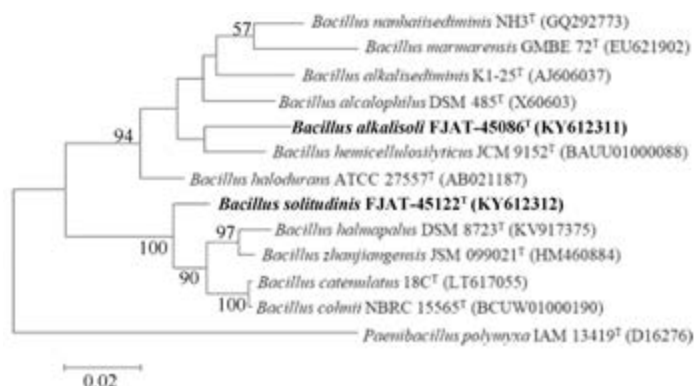 57
Bacillus nanhaiisediminis NH3ᵀ (GQ292773)
Bacillus marmarensis GMBE 72ᵀ (EU621902)
Bacillus alkalisediminis K1-25ᵀ (AJ606037)
Bacillus alcalophilus DSM 485ᵀ (X60603)
Bacillus alkalisoli FJAT-45086ᵀ (KY612311)
94
Bacillus hemicellulosilyticus JCM 9152ᵀ (BAUU01000088)
Bacillus halodurans ATCC 27557ᵀ (AB021187)
Bacillus solitudinis FJAT-45122ᵀ (KY612312)
100
97
Bacillus halmapalus DSM 8723ᵀ (KV917375)
Bacillus zhanjiangensis JSM 099021ᵀ (HM460884)
90
Bacillus catenulatus 18Cᵀ (LT617055)
100
Bacillus cohnii NBRC 15565ᵀ (BCUW01000190)
Paenibacillus polymyxa IAM 13419ᵀ (D16276)
0.02